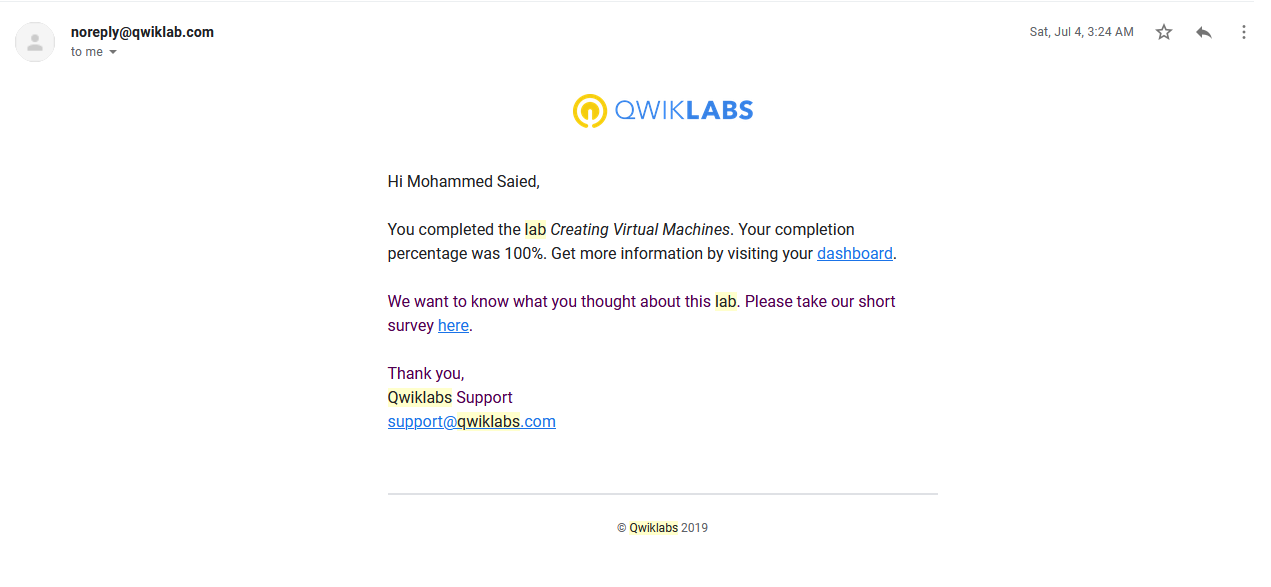 noreply@qwiklab.com
Sat, Jul 4, 3:24 AM
to me
QWIKLABS
Hi Mohammed Saied,
You completed the lab Creating Virtual Machines. Your completion
percentage was 100%. Get more information by visiting your dashboard.
We want to know what you thought about this lab. Please take our short
survey here.
Thank you,
Qwiklabs Support
support@qwiklabs.com
© Qwiklabs 2019